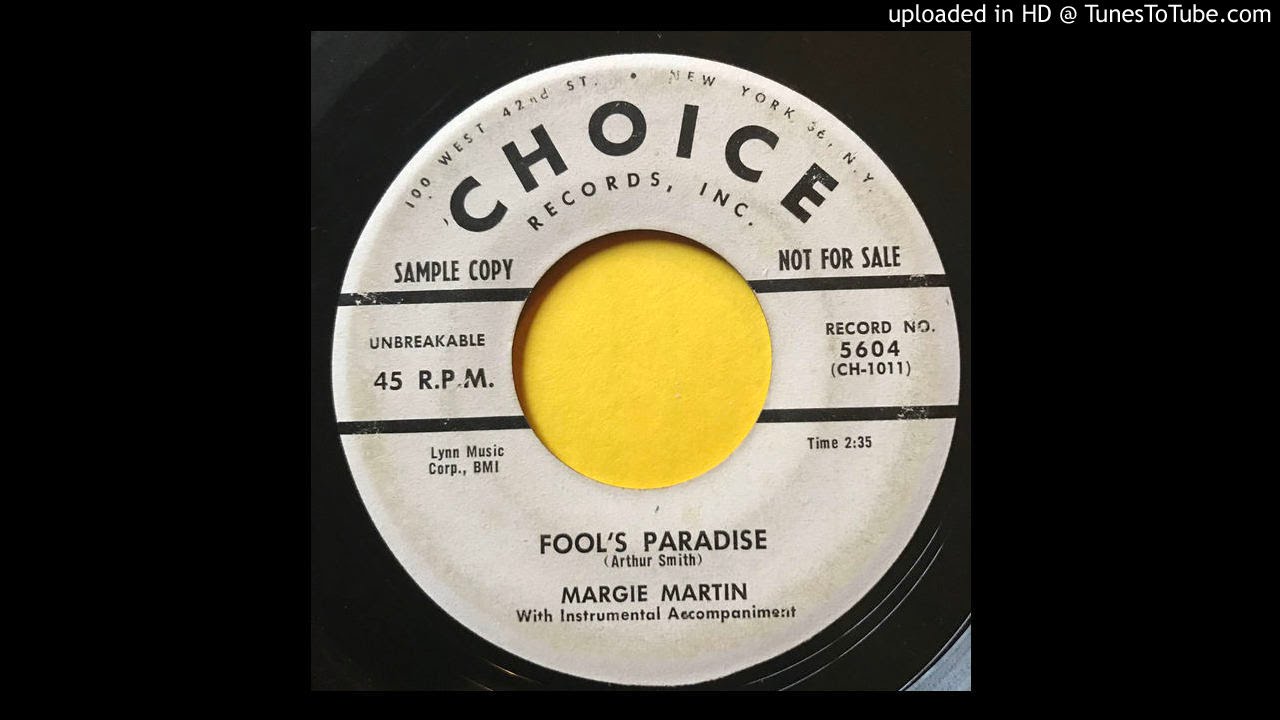 uploaded in HD @ TunesToTube.com
100 WEST 42nd ST. • NEW YORK 36, N.Y.
CHOICE
RECORDS, INC.
SAMPLE COPY
NOT FOR SALE
UNBREAKABLE
45 R.P.M.
RECORD NO.
5604
(CH-1011)
Lynn Music
Corp., BMI
Time 2:35
FOOL'S PARADISE
(Arthur Smith)
MARGIE MARTIN
With Instrumental Accompaniment